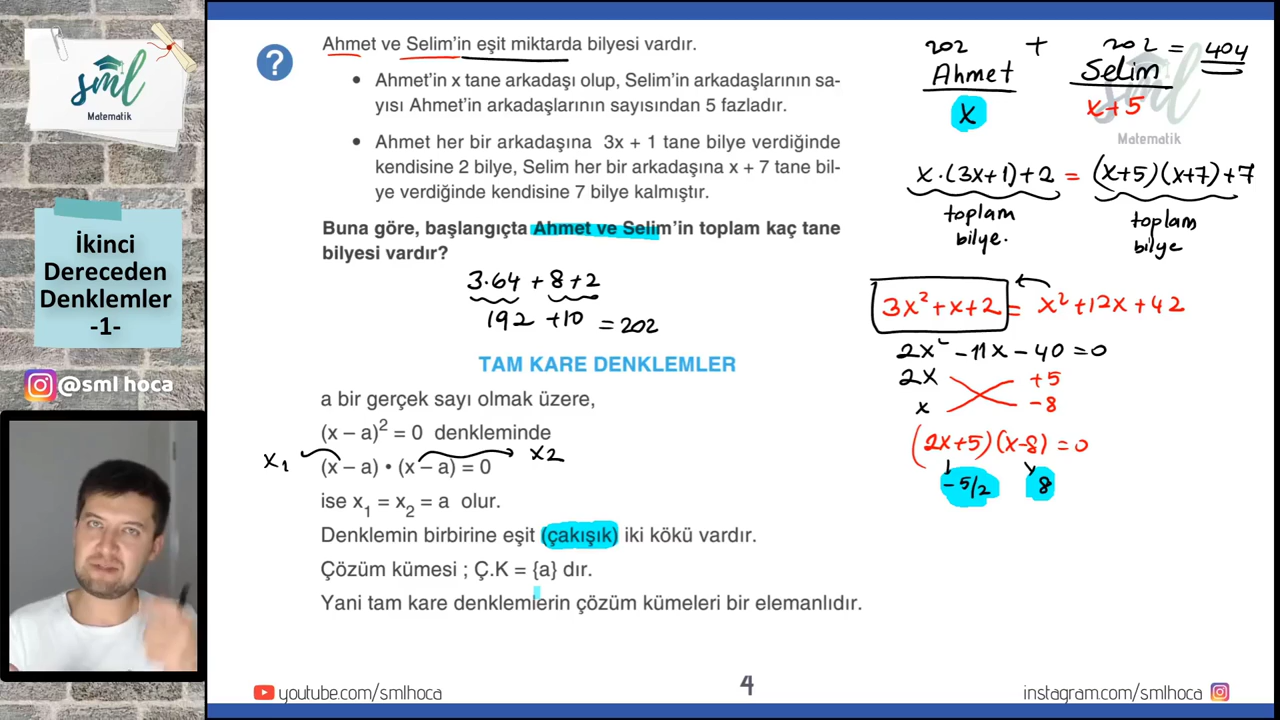 sml
Matematik
İkinci
Dereceden
Denklemler
-1-
@sml hoca
?
Ahmet ve Selim'in eşit miktarda bilyesi vardır.
• Ahmet'in x tane arkadaşı olup, Selim'in arkadaşlarının sa-
yısı Ahmet'in arkadaşlarının sayısından 5 fazladır.
• Ahmet her bir arkadaşına 3x + 1 tane bilye verdiğinde
kendisine 2 bilye, Selim her bir arkadaşına x + 7 tane bil-
ye verdiğinde kendisine 7 bilye kalmıştır.
Buna göre, başlangıçta Ahmet ve Selim'in toplam kaç tane
bilyesi vardır?
3·64 + 8 + 2
192 + 10 = 202
TAM KARE DENKLEMLER
a bir gerçek sayı olmak üzere,
(x – a)² = 0 denkleminde
x₁ (x – a) • (x – a) = 0 x₂
ise x₁ = x₂ = a olur.
Denklemin birbirine eşit (çakışık) iki kökü vardır.
Çözüm kümesi ; Ç.K = {a} dır.
Yani tam kare denklemlerin çözüm kümeleri bir elemanlıdır.
202 + 202 = 404
Ahmet Selim
x x+5
sml
Matematik
x·(3x+1)+2 = (x+5)(x+7)+7
toplam toplam
bilye. bilye
3x²+x+2 = x²+12x+42
2x² -11x - 40 = 0
2x +5
x -8
(2x+5)(x-8) = 0
-5/2 8
youtube.com/smlhoca
4
instagram.com/smlhoca